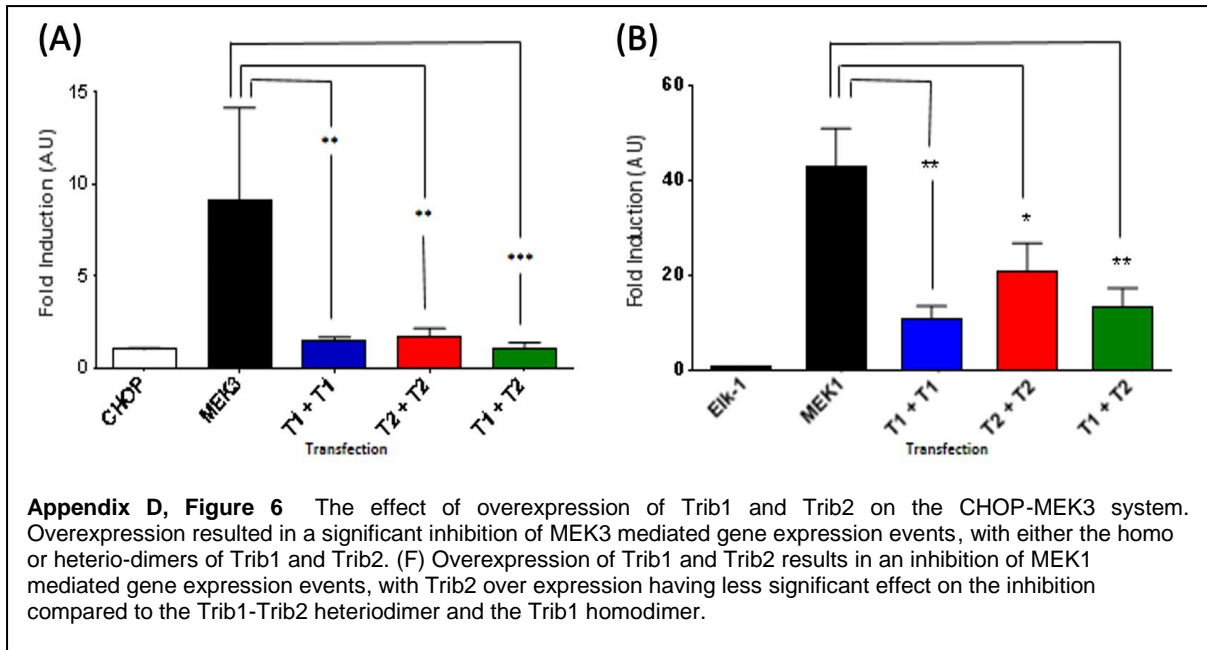 (A)
15
10
5
0
Fold Induction (AU)
**
**
***
CHOP
MEK3
T1 + T1
T2 + T2
T1 + T2
Transfection
(B)
60
40
20
0
Fold Induction (AU)
**
*
**
Elk-1
MEK1
T1 + T1
T2 + T2
T1 + T2
Transfection
Appendix D, Figure 6 The effect of overexpression of Trib1 and Trib2 on the CHOP-MEK3 system.
Overexpression resulted in a significant inhibition of MEK3 mediated gene expression events, with either the homo
or heterio-dimers of Trib1 and Trib2. (F) Overexpression of Trib1 and Trib2 results in an inhibition of MEK1
mediated gene expression events, with Trib2 over expression having less significant effect on the inhibition
compared to the Trib1-Trib2 heteriodimer and the Trib1 homodimer.